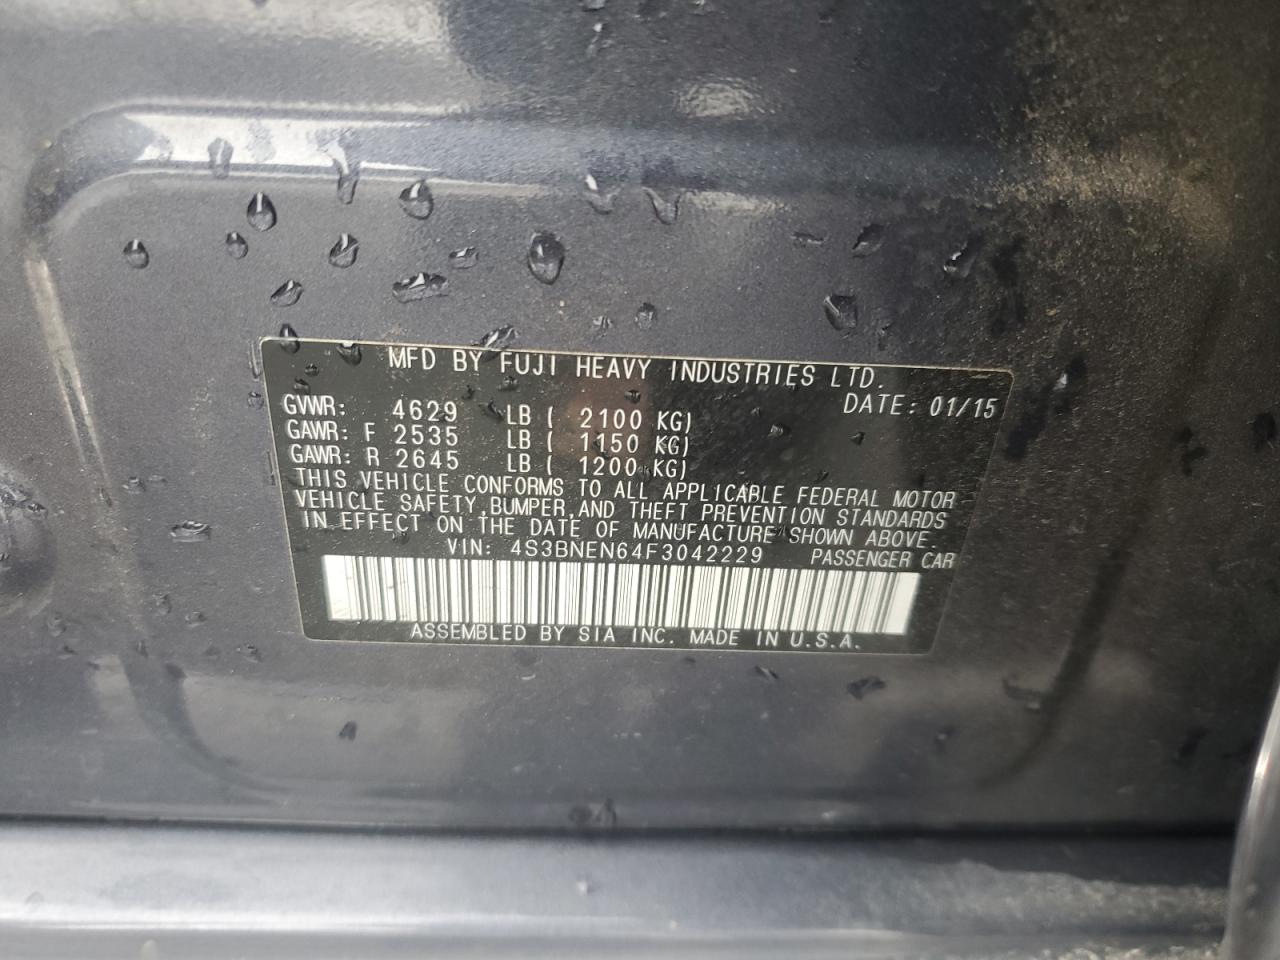 MFD BY FUJI HEAVY INDUSTRIES LTD.
DATE: 01/15
GVWR: 4629 LB ( 2100 KG)
GAWR: F 2535 LB ( 1150 KG)
GAWR: R 2645 LB ( 1200 KG)
THIS VEHICLE CONFORMS TO ALL APPLICABLE FEDERAL MOTOR
VEHICLE SAFETY,BUMPER,AND THEFT PREVENTION STANDARDS
IN EFFECT ON THE DATE OF MANUFACTURE SHOWN ABOVE.
VIN: 4S3BNEN64F3042229 PASSENGER CAR
ASSEMBLED BY SIA INC. MADE IN U.S.A.